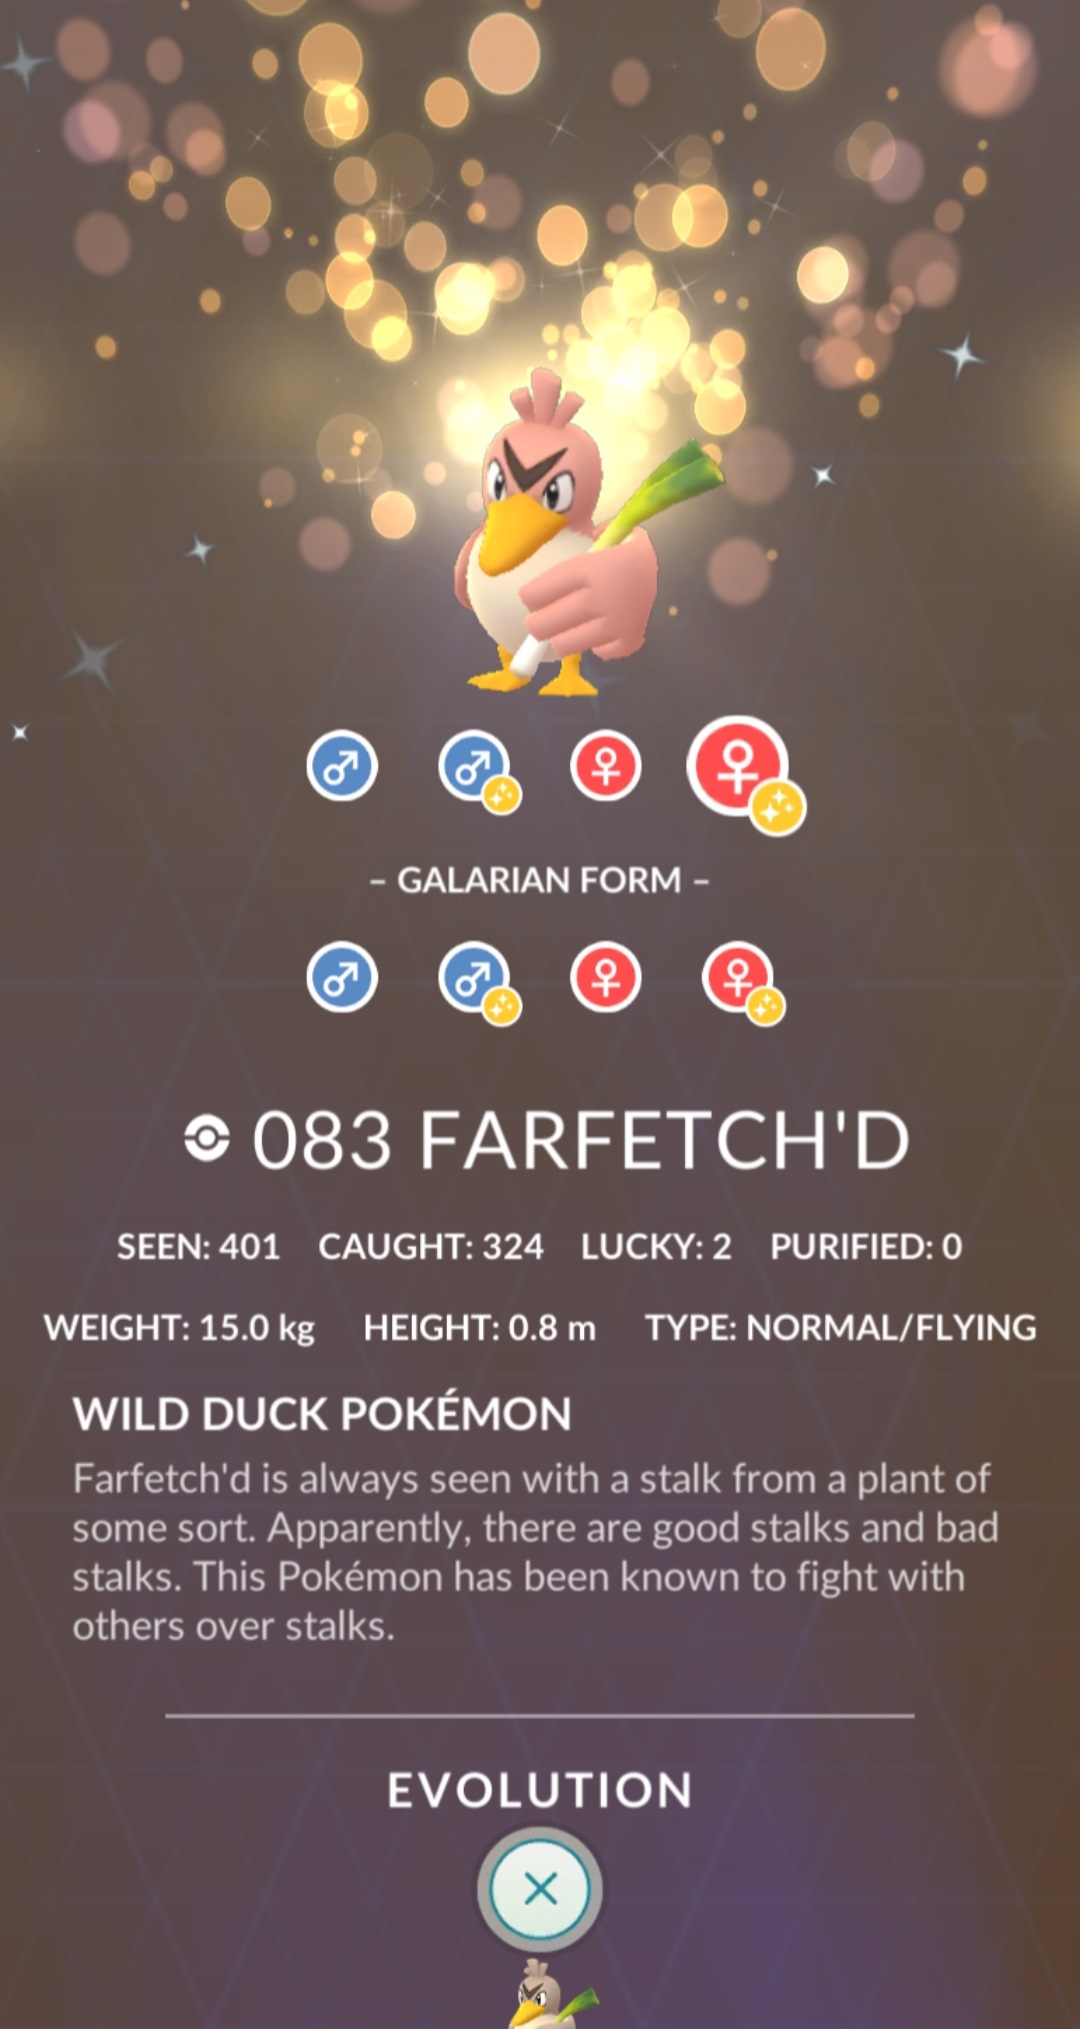 – GALARIAN FORM –
083 FARFETCH'D
SEEN: 401 CAUGHT: 324 LUCKY: 2 PURIFIED: 0
WEIGHT: 15.0 kg HEIGHT: 0.8 m TYPE: NORMAL/FLYING
WILD DUCK POKÉMON
Farfetch'd is always seen with a stalk from a plant of
some sort. Apparently, there are good stalks and bad
stalks. This Pokémon has been known to fight with
others over stalks.
EVOLUTION